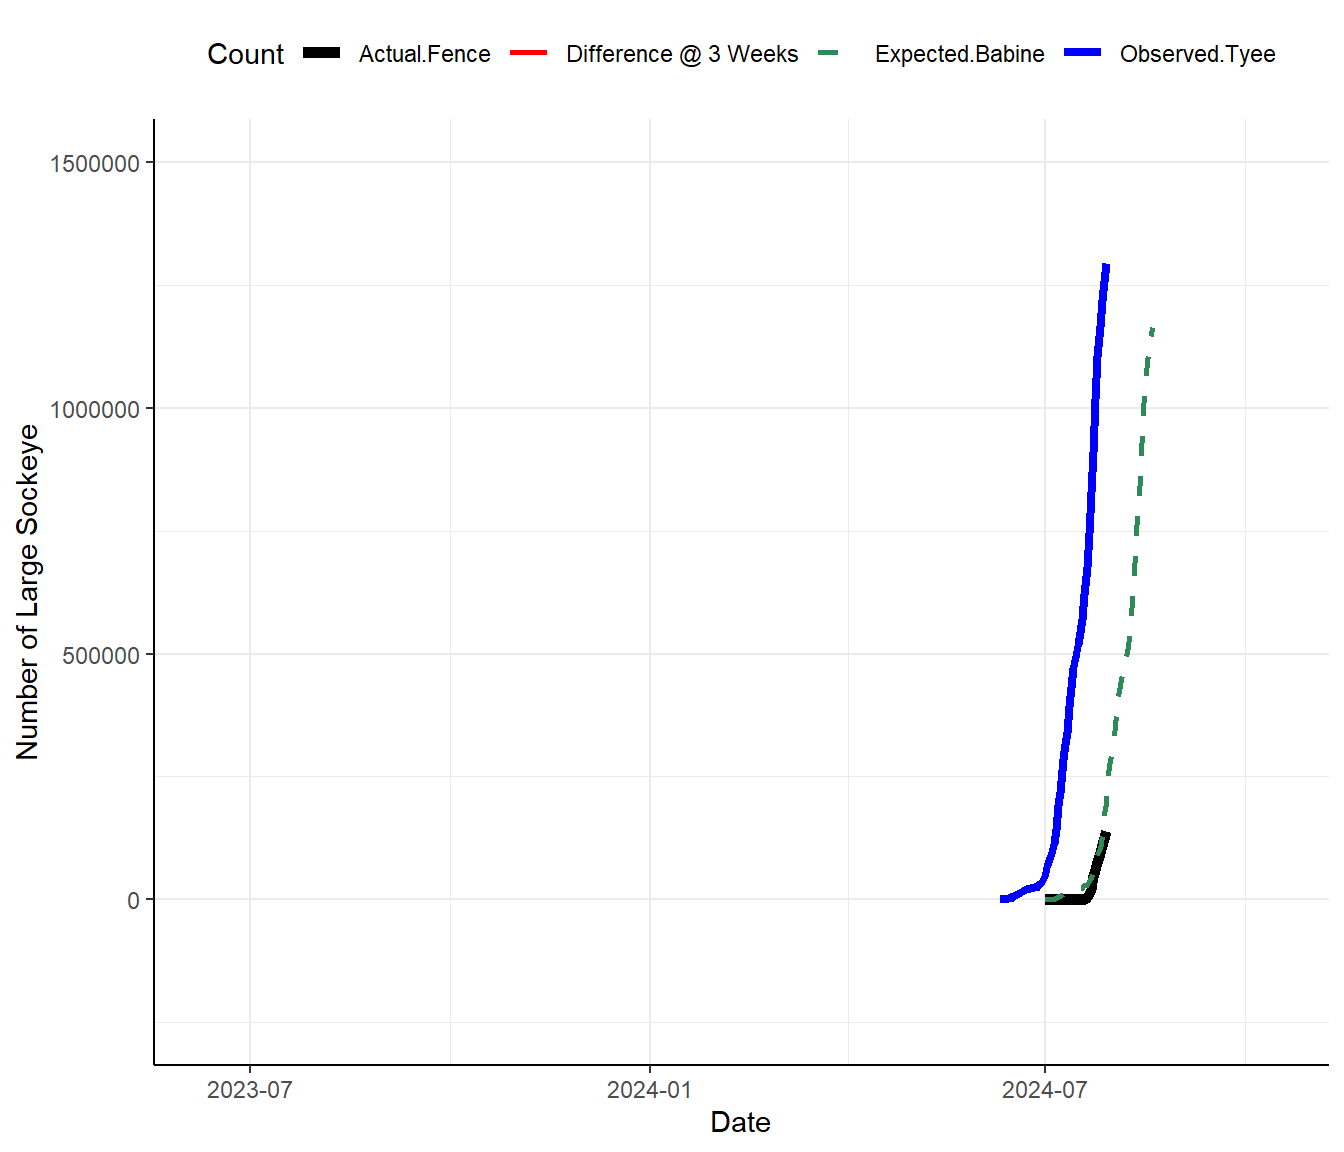 Count Actual.Fence Difference @ 3 Weeks Expected.Babine Observed.Tyee
1500000
1000000
500000
0
Number of Large Sockeye
2023-07 2024-01 2024-07
Date